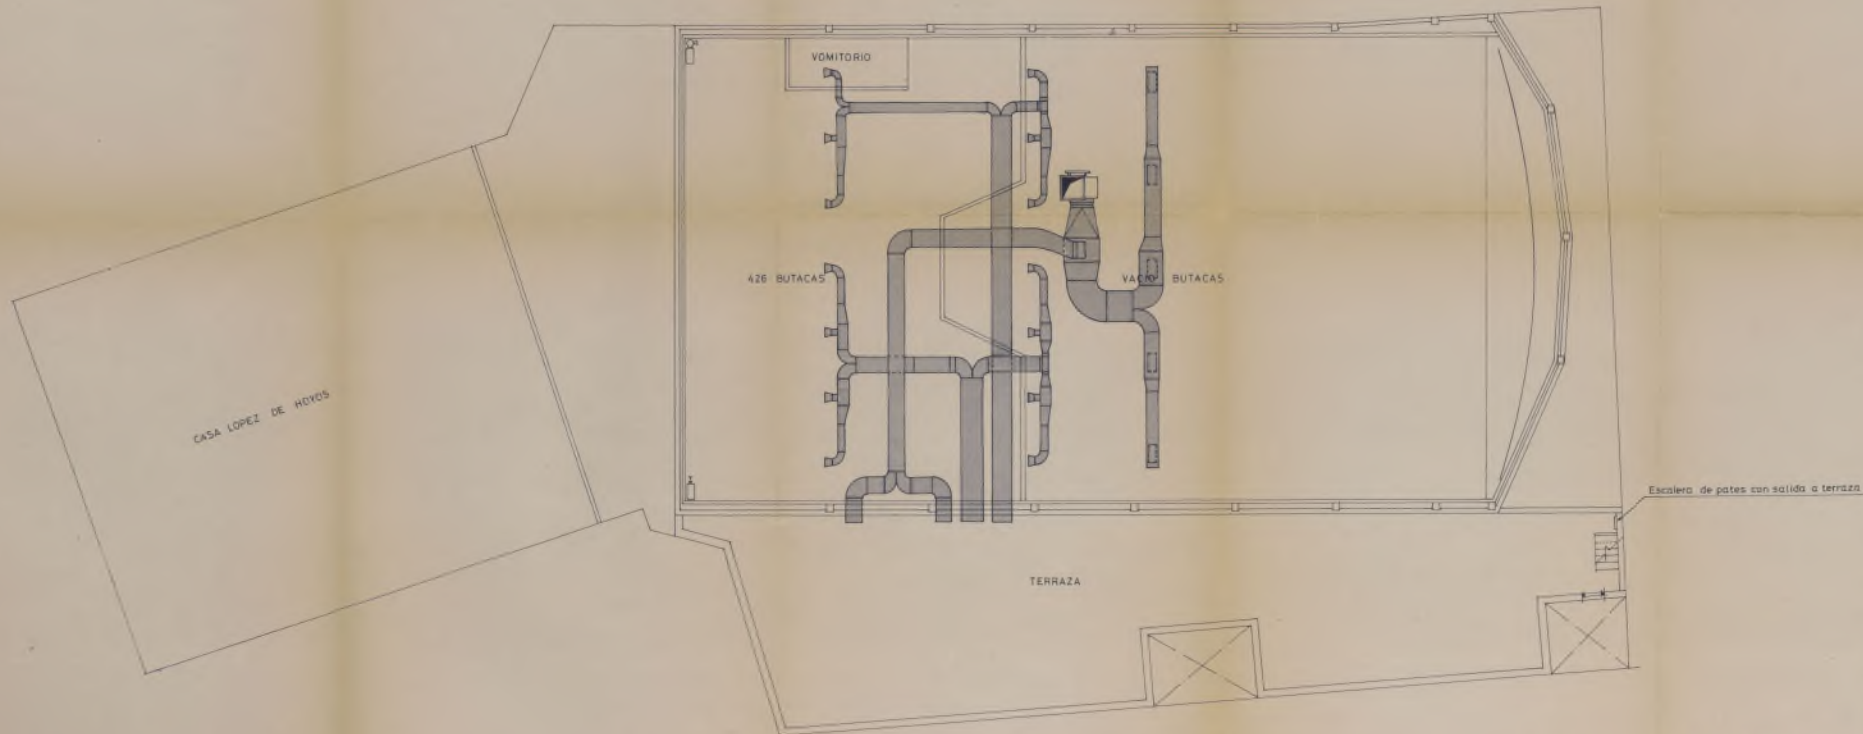 VOMITORIO
426 BUTACAS
VACIO BUTACAS
CASA LOPEZ DE HOYOS
Escalera de pates con salida a terraza
TERRAZA